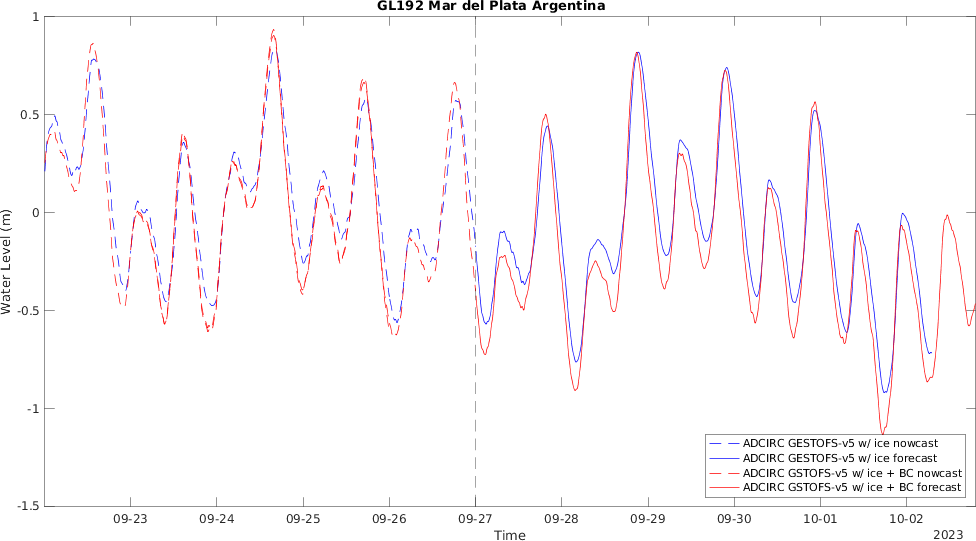 GL192 Mar del Plata Argentina
1
0.5
0
-0.5
-1
-1.5
Water Level (m)
ADCIRC GESTOFS-v5 w/ ice nowcast
ADCIRC GESTOFS-v5 w/ ice forecast
ADCIRC GSTOFS-v5 w/ ice + BC nowcast
ADCIRC GSTOFS-v5 w/ ice + BC forecast
09-23 09-24 09-25 09-26 09-27 09-28 09-29 09-30 10-01 10-02
Time
2023